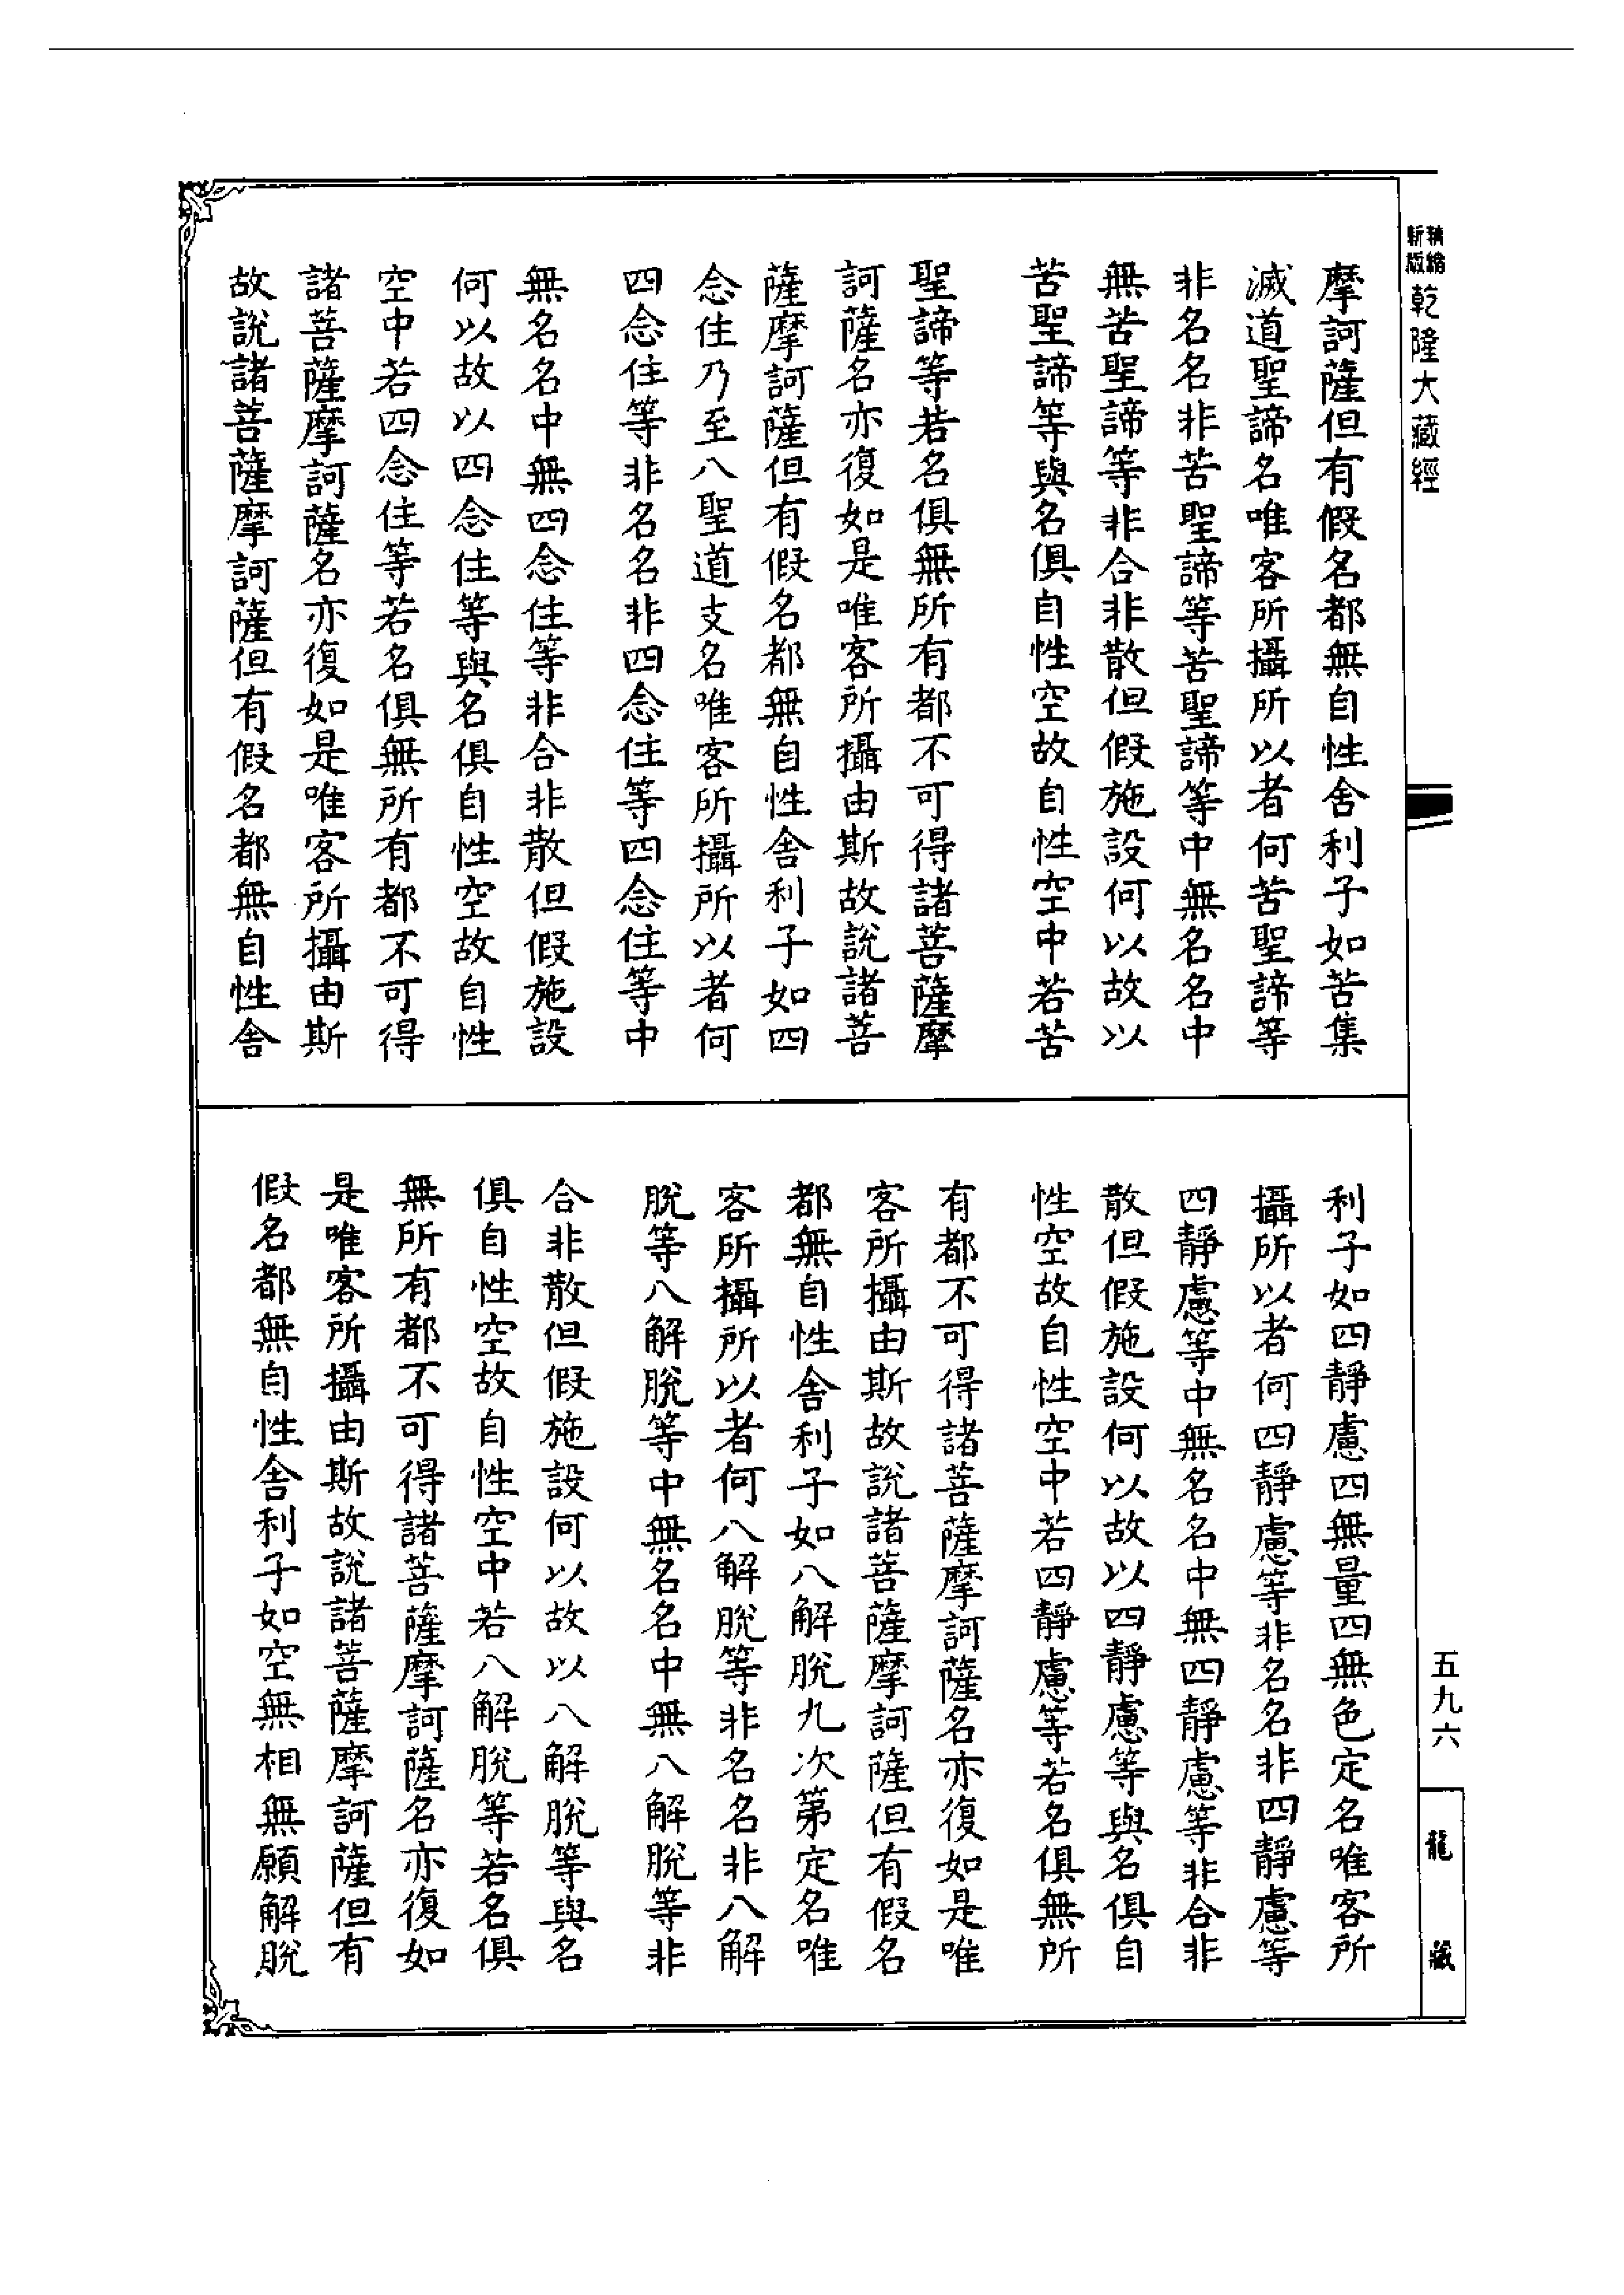 新版
精縮
乾隆大藏經
摩訶薩但有假名都無自性舍利子如苦集
滅道聖諦名唯客所攝所以者何苦聖諦等
非名名非苦聖諦等苦聖諦等中無名名中
無苦聖諦等非合非散但假施設何以故以
苦聖諦等與名俱自性空故自性空中若苦
聖諦等若名俱無所有都不可得諸菩薩摩
訶薩名亦復如是唯客所攝由斯故說諸菩
薩摩訶薩但有假名都無自性舍利子如四
念住乃至八聖道支名唯客所攝所以者何
四念住等非名名非四念住等四念住等中
無名名中無四念住等非合非散但假施設
何以故以四念住等與名俱自性空故自性
空中若四念住等若名俱無所有都不可得
諸菩薩摩訶薩名亦復如是唯客所攝由斯
故說諸菩薩摩訶薩但有假名都無自性舍
利子如四靜慮四無量四無色定名唯客所
攝所以者何四靜慮等非名名非四靜慮等
四靜慮等中無名名中無四靜慮等非合非
散但假施設何以故以四靜慮等與名俱自
性空故自性空中若四靜慮等若名俱無所
有都不可得諸菩薩摩訶薩名亦復如是唯
客所攝由斯故說諸菩薩摩訶薩但有假名
都無自性舍利子如八解脫九次第定名唯
客所攝所以者何八解脫等非名名非八解
脫等八解脫等中無名名中無八解脫等非
合非散但假施設何以故以八解脫等與名
俱自性空故自性空中若八解脫等若名俱
無所有都不可得諸菩薩摩訶薩名亦復如
是唯客所攝由斯故說諸菩薩摩訶薩但有
假名都無自性舍利子如空無相無願解脫
五九六
龍藏